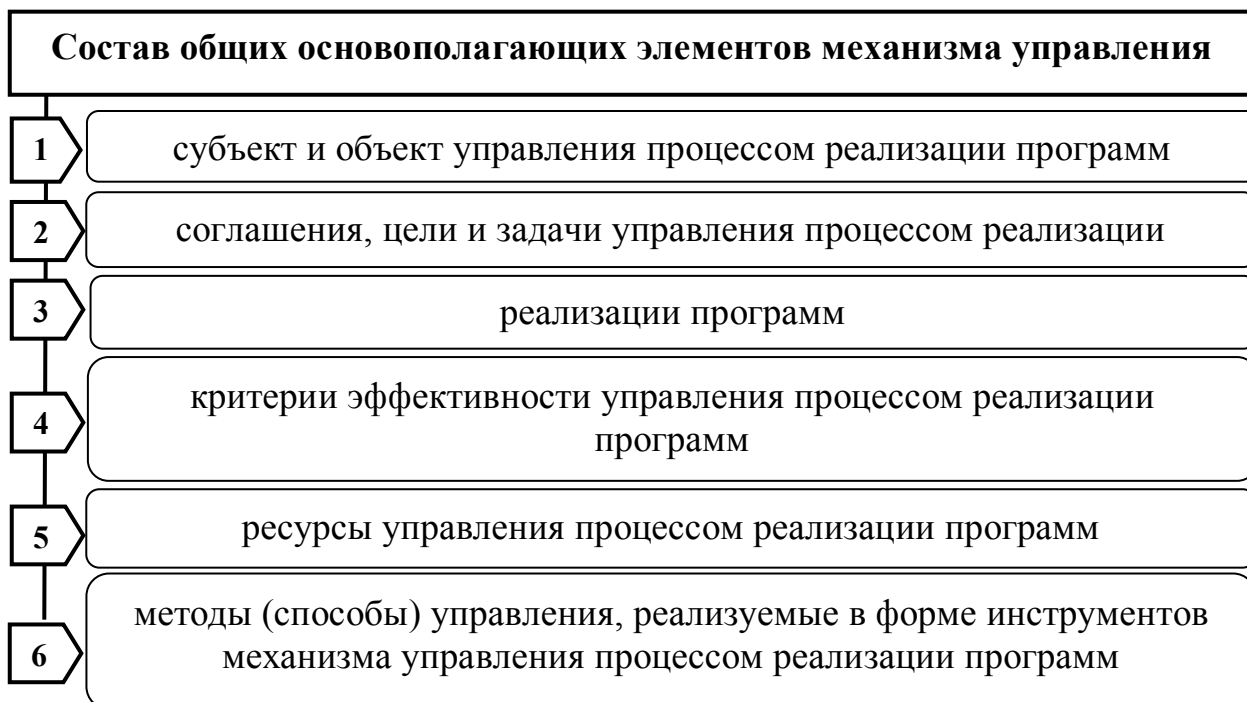 Состав общих основополагающих элементов механизма управления
1
субъект и объект управления процессом реализации программ
2
соглашения, цели и задачи управления процессом реализации
3
реализации программ
4
критерии эффективности управления процессом реализации
программ
5
ресурсы управления процессом реализации программ
6
методы (способы) управления, реализуемые в форме инструментов
механизма управления процессом реализации программ